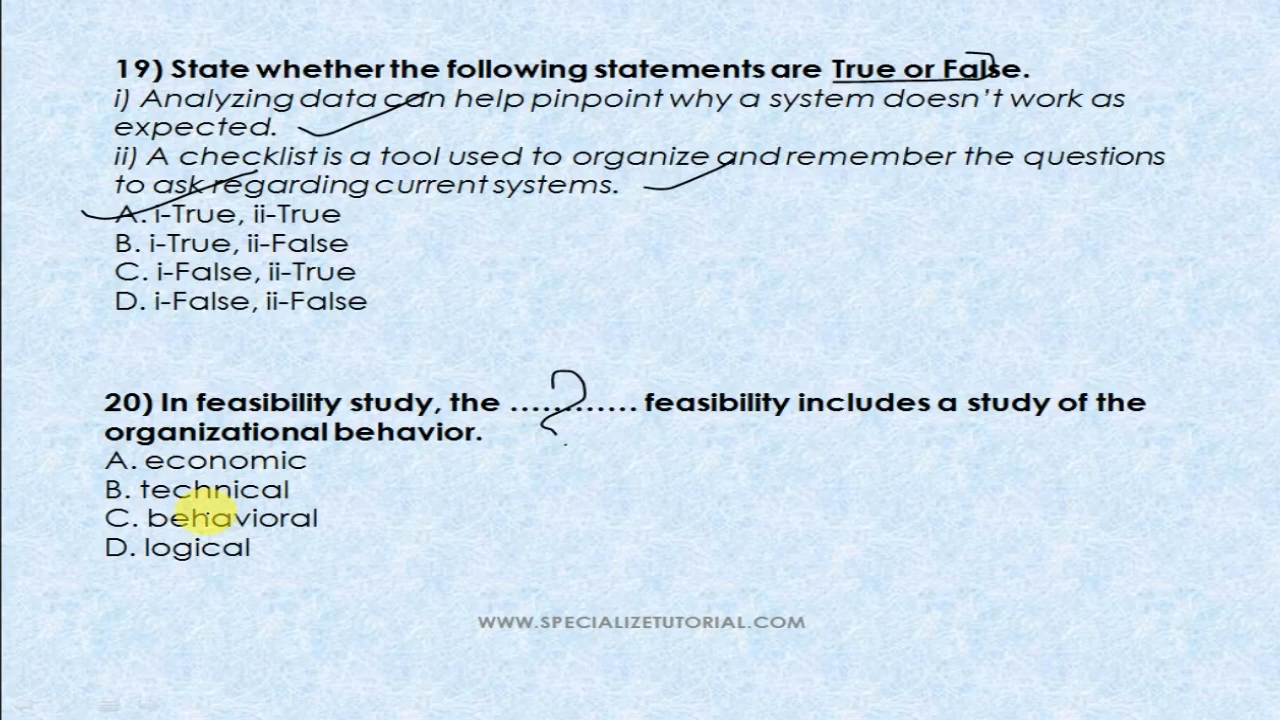 19) State whether the following statements are True or False.
i) Analyzing data can help pinpoint why a system doesn't work as
expected.
ii) A checklist is a tool used to organize and remember the questions
to ask regarding current systems.
A. i-True, ii-True
B. i-True, ii-False
C. i-False, ii-True
D. i-False, ii-False
20) In feasibility study, the ………… feasibility includes a study of the
organizational behavior.
A. economic
B. technical
C. behavioral
D. logical
WWW.SPECIALIZETUTORIAL.COM